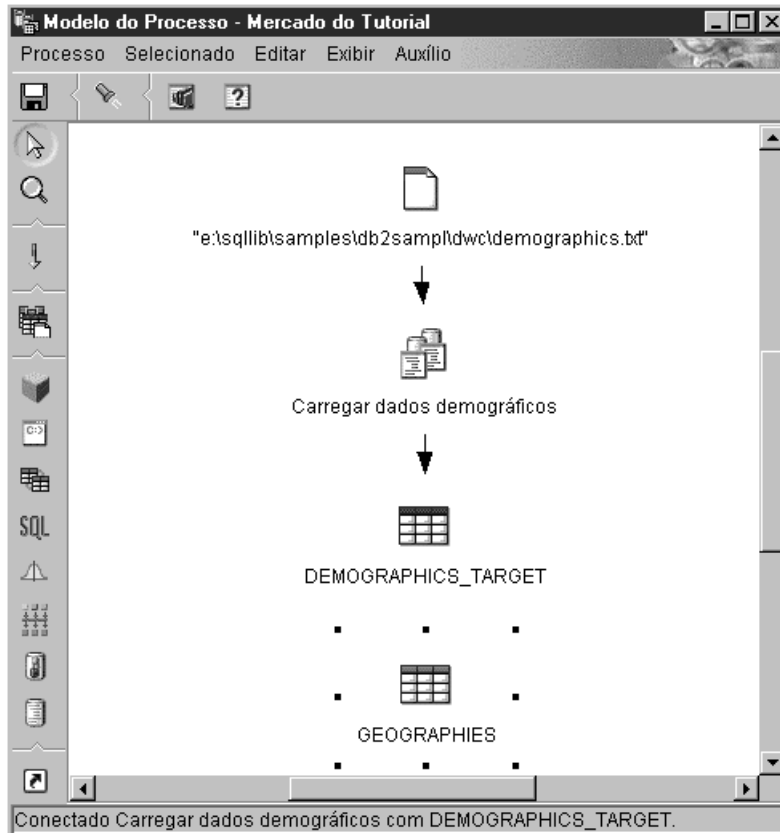 Modelo do Processo - Mercado do Tutorial
Processo Selecionado Editar Exibir Auxílio
"e:\sqllib\samples\db2sampl\dwc\demographics.txt"
Carregar dados demográficos
DEMOGRAPHICS_TARGET
GEOGRAPHIES
SQL
Conectado Carregar dados demográficos com DEMOGRAPHICS_TARGET.